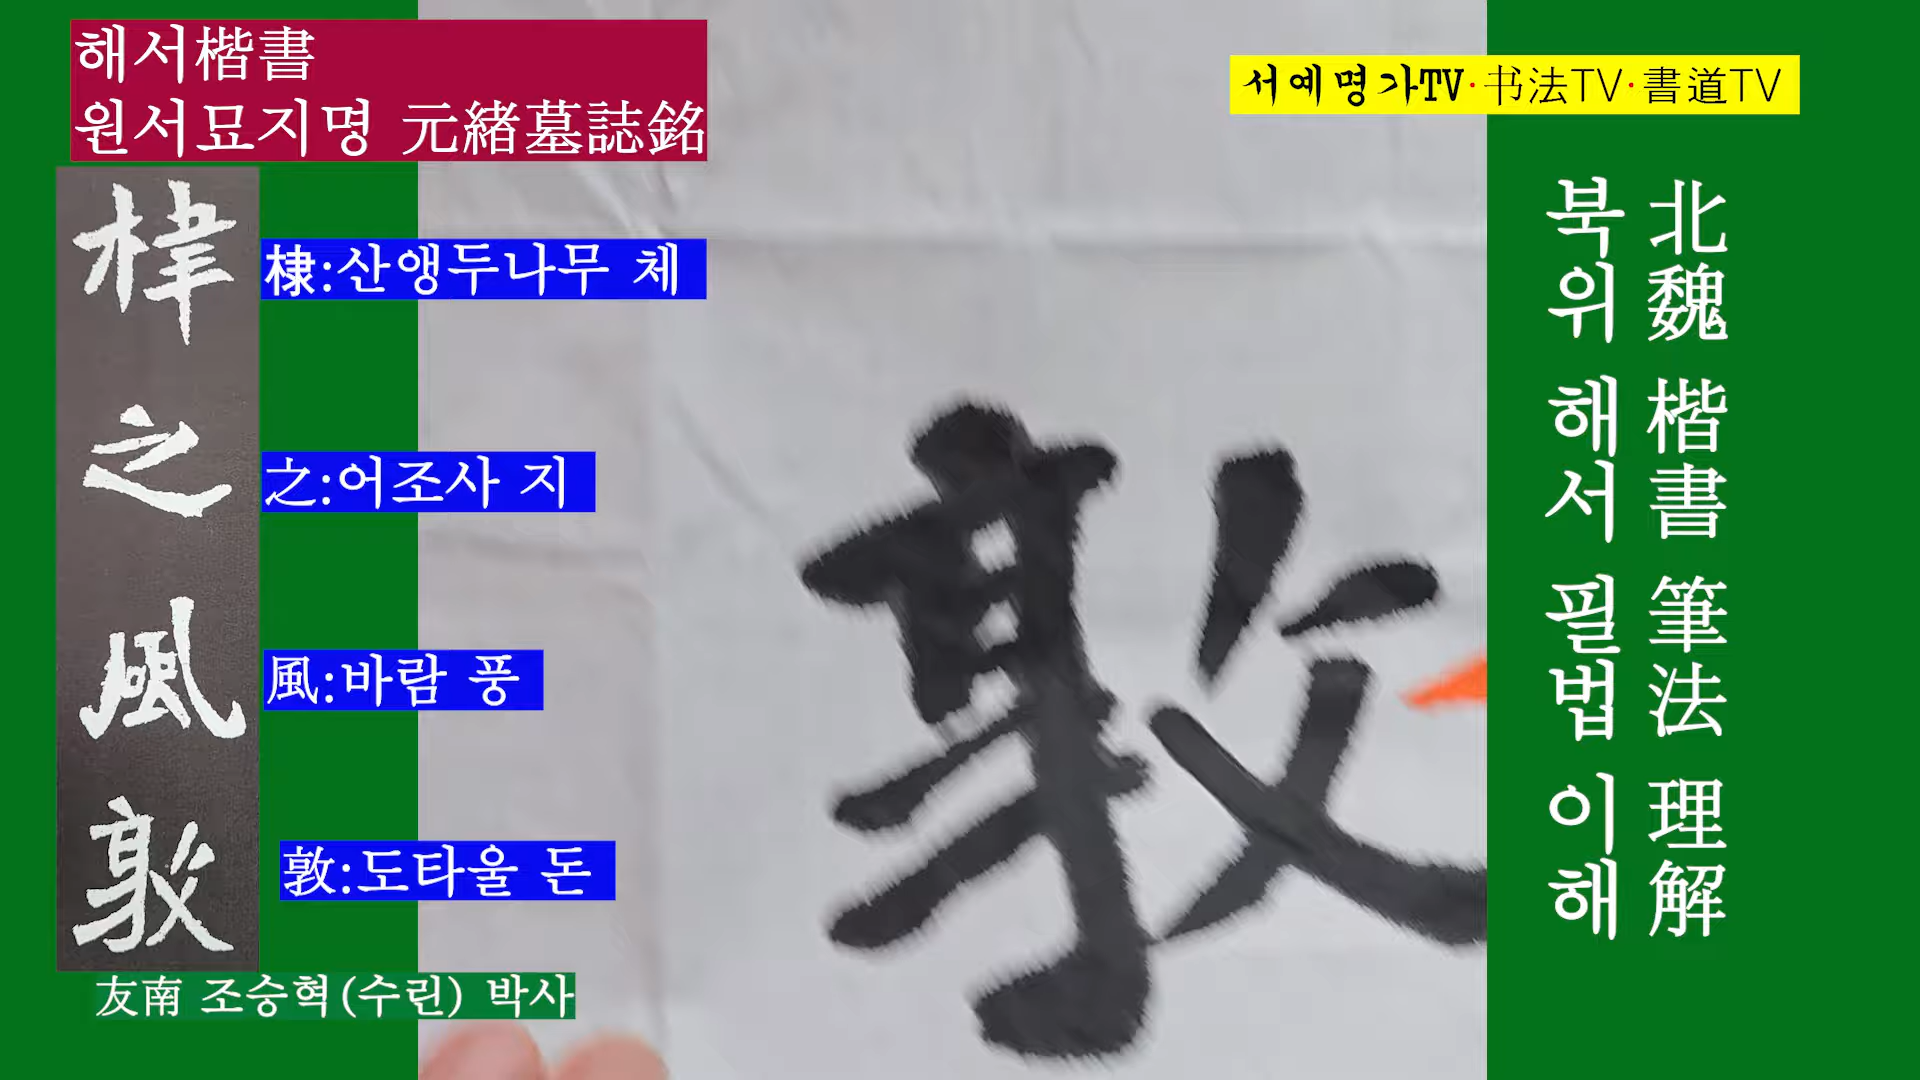 해서楷書
원서묘지명 元緖墓誌銘
서예명가TV·书法TV·書道TV
棣:산앵두나무 체
之:어조사 지
風:바람 풍
敦:도타울 돈
棣之風敦
敦
友南 조승혁(수린) 박사
北魏 楷書 筆法 理解
북위 해서 필법 이해